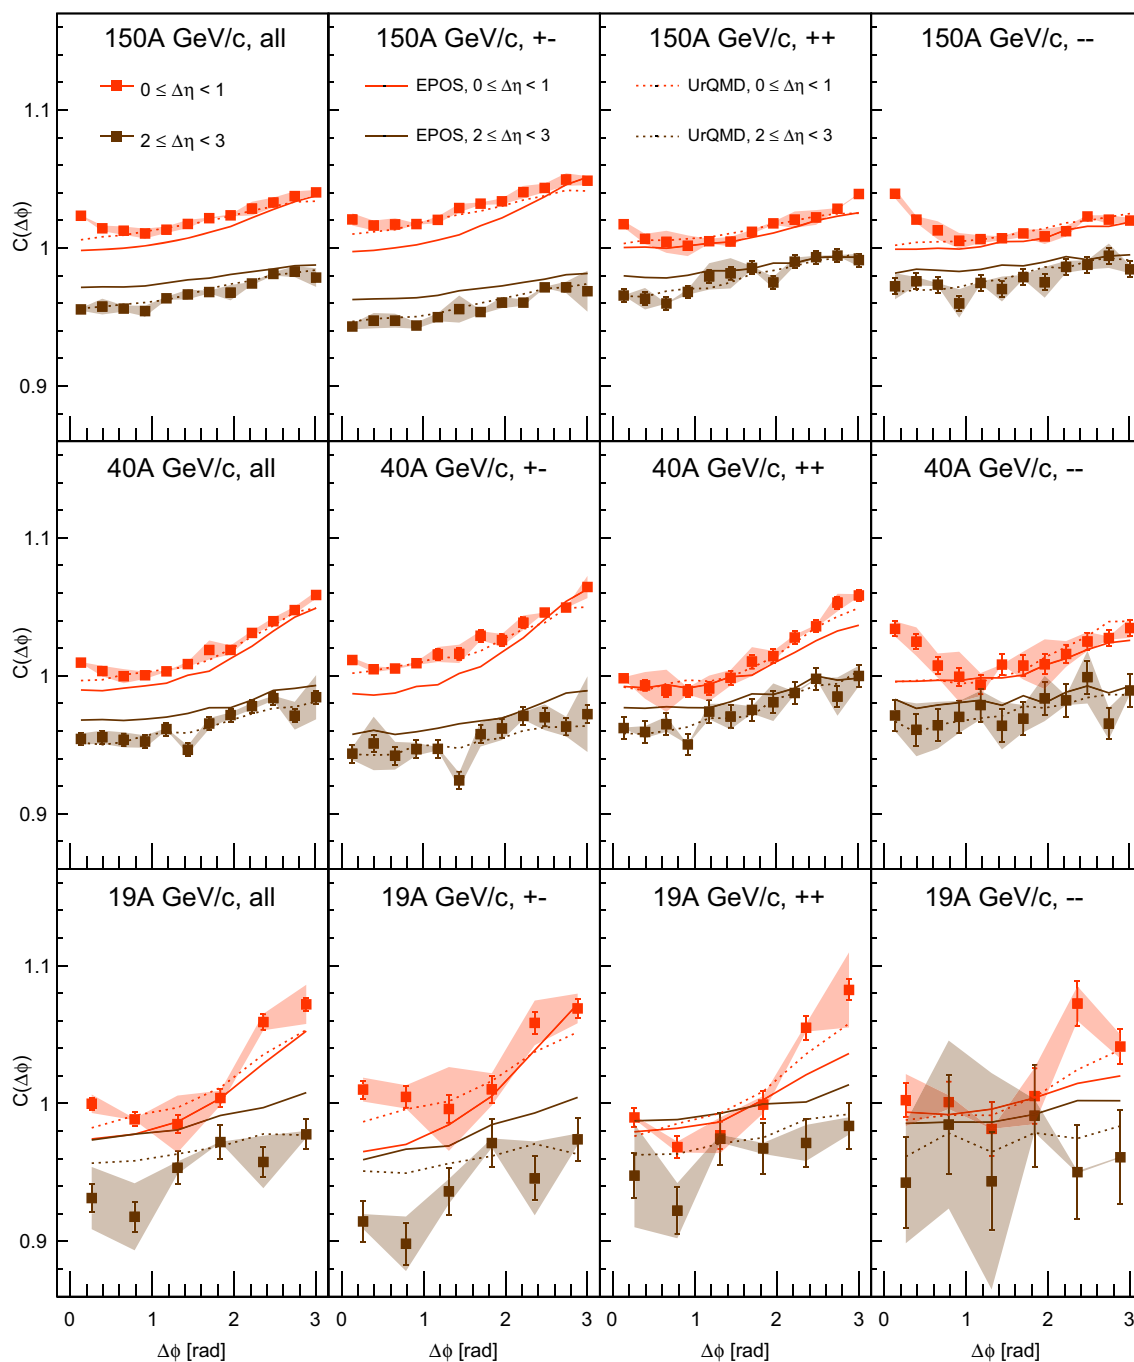 150A GeV/c, all
150A GeV/c, +-
150A GeV/c, ++
150A GeV/c, --
0 ≤ Δη < 1
EPOS, 0 ≤ Δη < 1
UrQMD, 0 ≤ Δη < 1
2 ≤ Δη < 3
EPOS, 2 ≤ Δη < 3
UrQMD, 2 ≤ Δη < 3
1.1
1
0.9
C(Δϕ)
40A GeV/c, all
40A GeV/c, +-
40A GeV/c, ++
40A GeV/c, --
1.1
1
0.9
C(Δϕ)
19A GeV/c, all
19A GeV/c, +-
19A GeV/c, ++
19A GeV/c, --
1.1
1
0.9
C(Δϕ)
0 1 2 3 0 1 2 3 0 1 2 3 0 1 2 3
Δϕ [rad] Δϕ [rad] Δϕ [rad] Δϕ [rad]